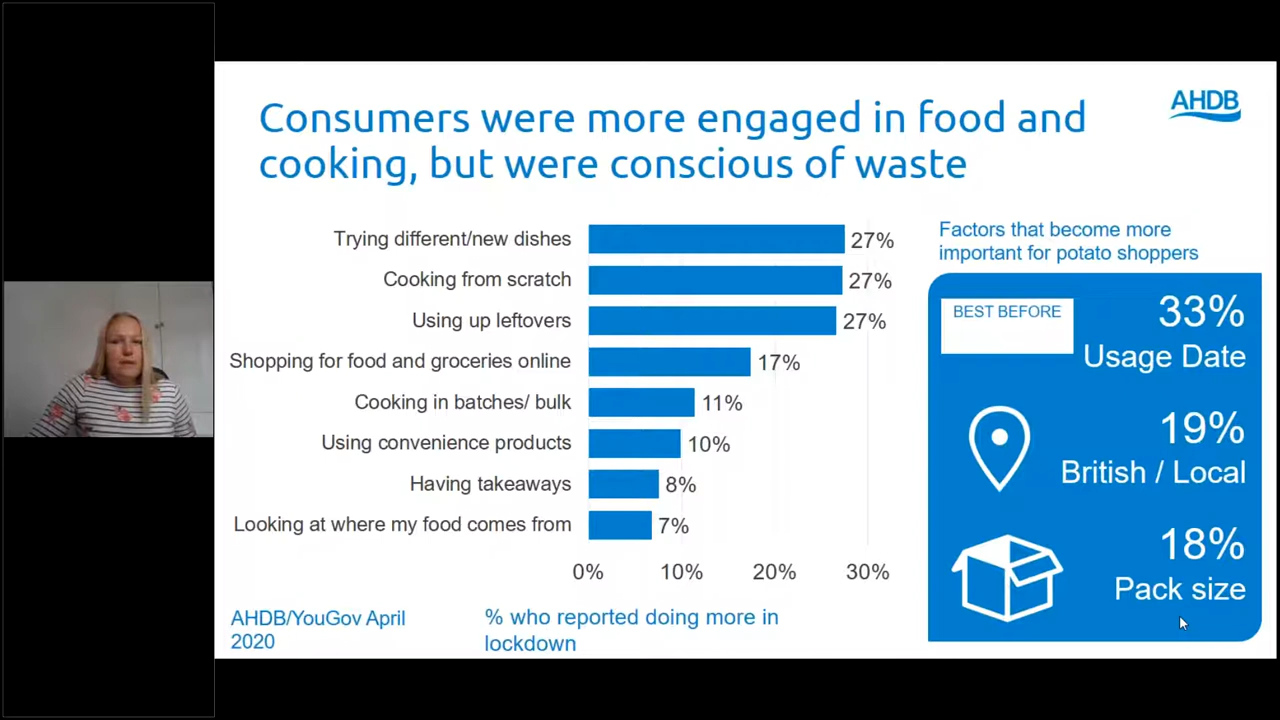 AHDB
Consumers were more engaged in food and
cooking, but were conscious of waste
Trying different/new dishes 27%
Cooking from scratch 27%
Using up leftovers 27%
Shopping for food and groceries online 17%
Cooking in batches/ bulk 11%
Using convenience products 10%
Having takeaways 8%
Looking at where my food comes from 7%
0% 10% 20% 30%
AHDB/YouGov April
2020
% who reported doing more in
lockdown
Factors that become more
important for potato shoppers
BEST BEFORE
33%
Usage Date
19%
British / Local
18%
Pack size